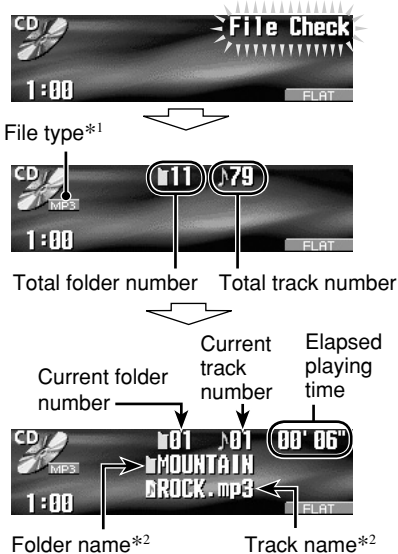 CD File Check
1:00 FLAT
File type*1
CD 11 79
MP3
1:00 FLAT
Total folder number Total track number
Current folder number
Current track number
Elapsed playing time
CD 01 01 00'06"
MP3 MOUNTAIN
ROCK.mp3
1:00 FLAT
Folder name*2 Track name*2